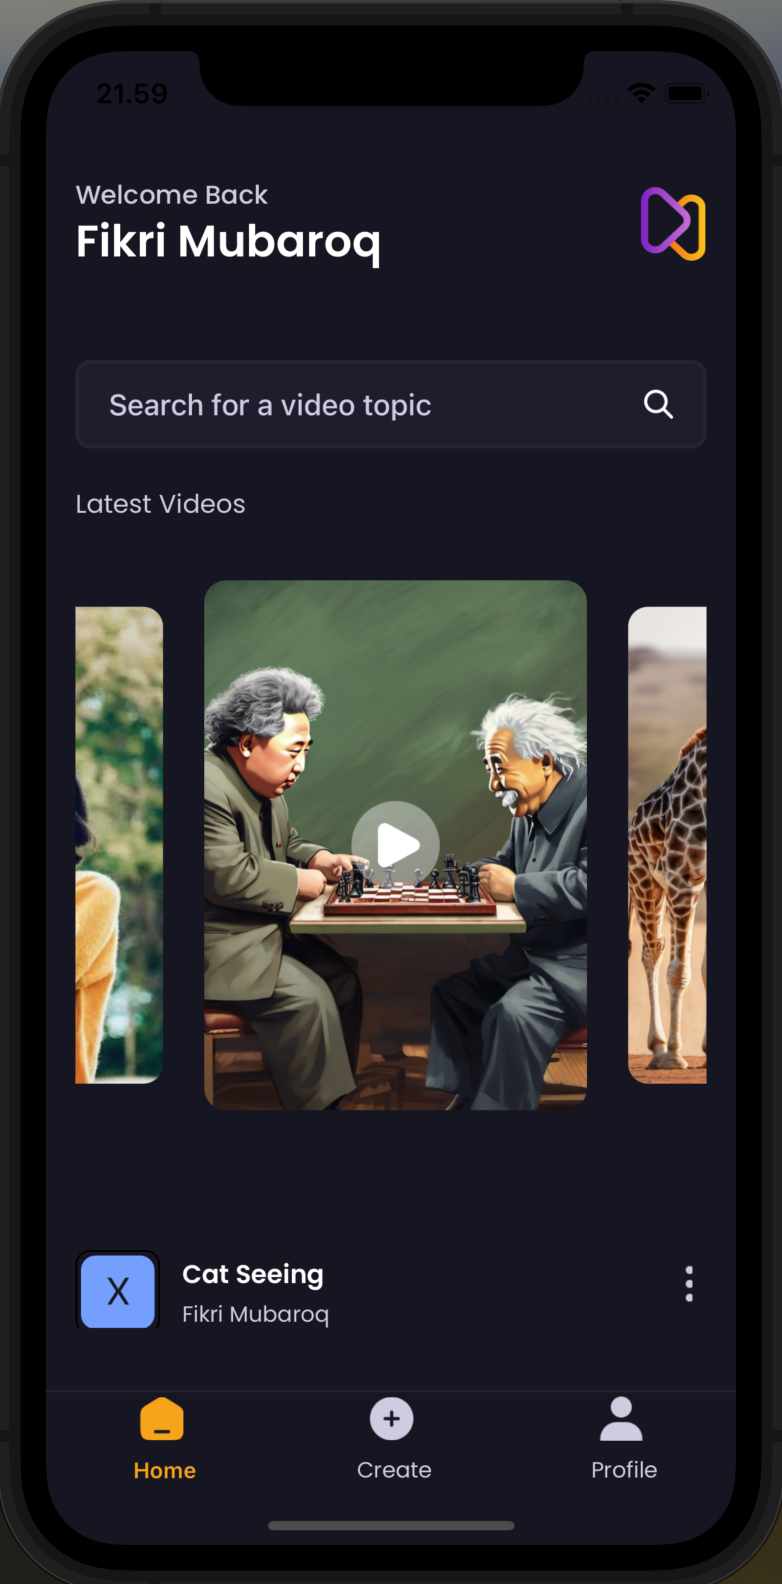 21.59
Welcome Back
Fikri Mubaroq
Search for a video topic
Latest Videos
X
Cat Seeing
Fikri Mubaroq
Home
Create
Profile